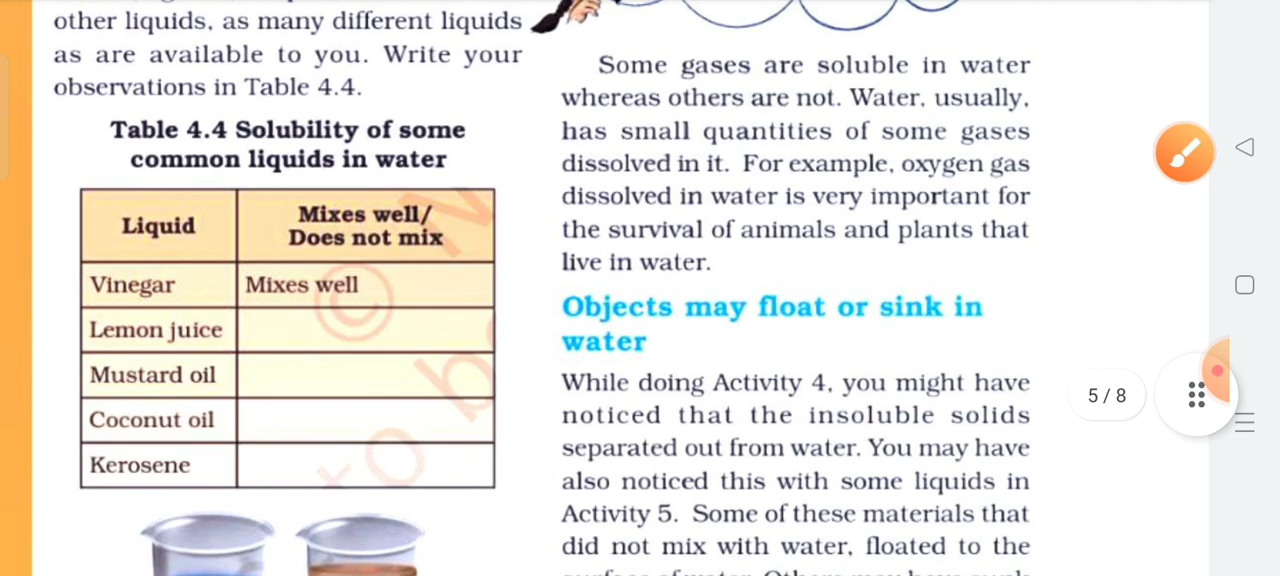 other liquids, as many different liquids
as are available to you. Write your
observations in Table 4.4.
Table 4.4 Solubility of some
common liquids in water
Liquid
Mixes well/
Does not mix
Vinegar
Mixes well
Lemon juice
Mustard oil
Coconut oil
Kerosene
Some gases are soluble in water
whereas others are not. Water, usually,
has small quantities of some gases
dissolved in it. For example, oxygen gas
dissolved in water is very important for
the survival of animals and plants that
live in water.
Objects may float or sink in
water
While doing Activity 4, you might have
noticed that the insoluble solids
separated out from water. You may have
also noticed this with some liquids in
Activity 5. Some of these materials that
did not mix with water, floated to the
5/8
© N
to b